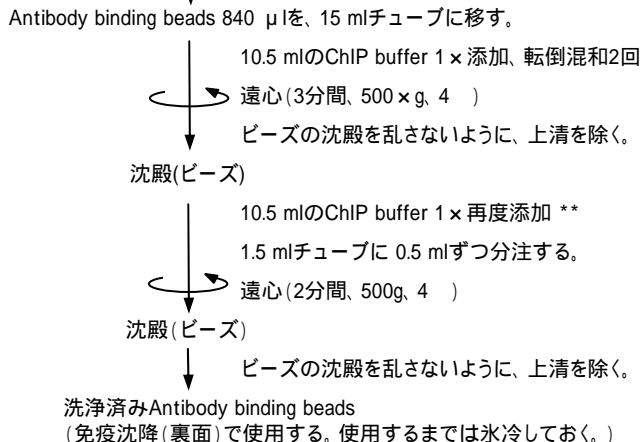 Antibody binding beads 840 μlを、15 mlチューブに移す。
10.5 mlのChIP buffer 1×添加、転倒混和2回
遠心(3分間、500×g、4 )
ビーズの沈殿を乱さないように、上清を除く。
沈殿(ビーズ)
10.5 mlのChIP buffer 1×再度添加 **
1.5 mlチューブに 0.5 mlずつ分注する。
遠心(2分間、500g、4 )
沈殿(ビーズ)
ビーズの沈殿を乱さないように、上清を除く。
洗浄済みAntibody binding beads
(免疫沈降(裏面)で使用する。使用するまでは氷冷しておく。)